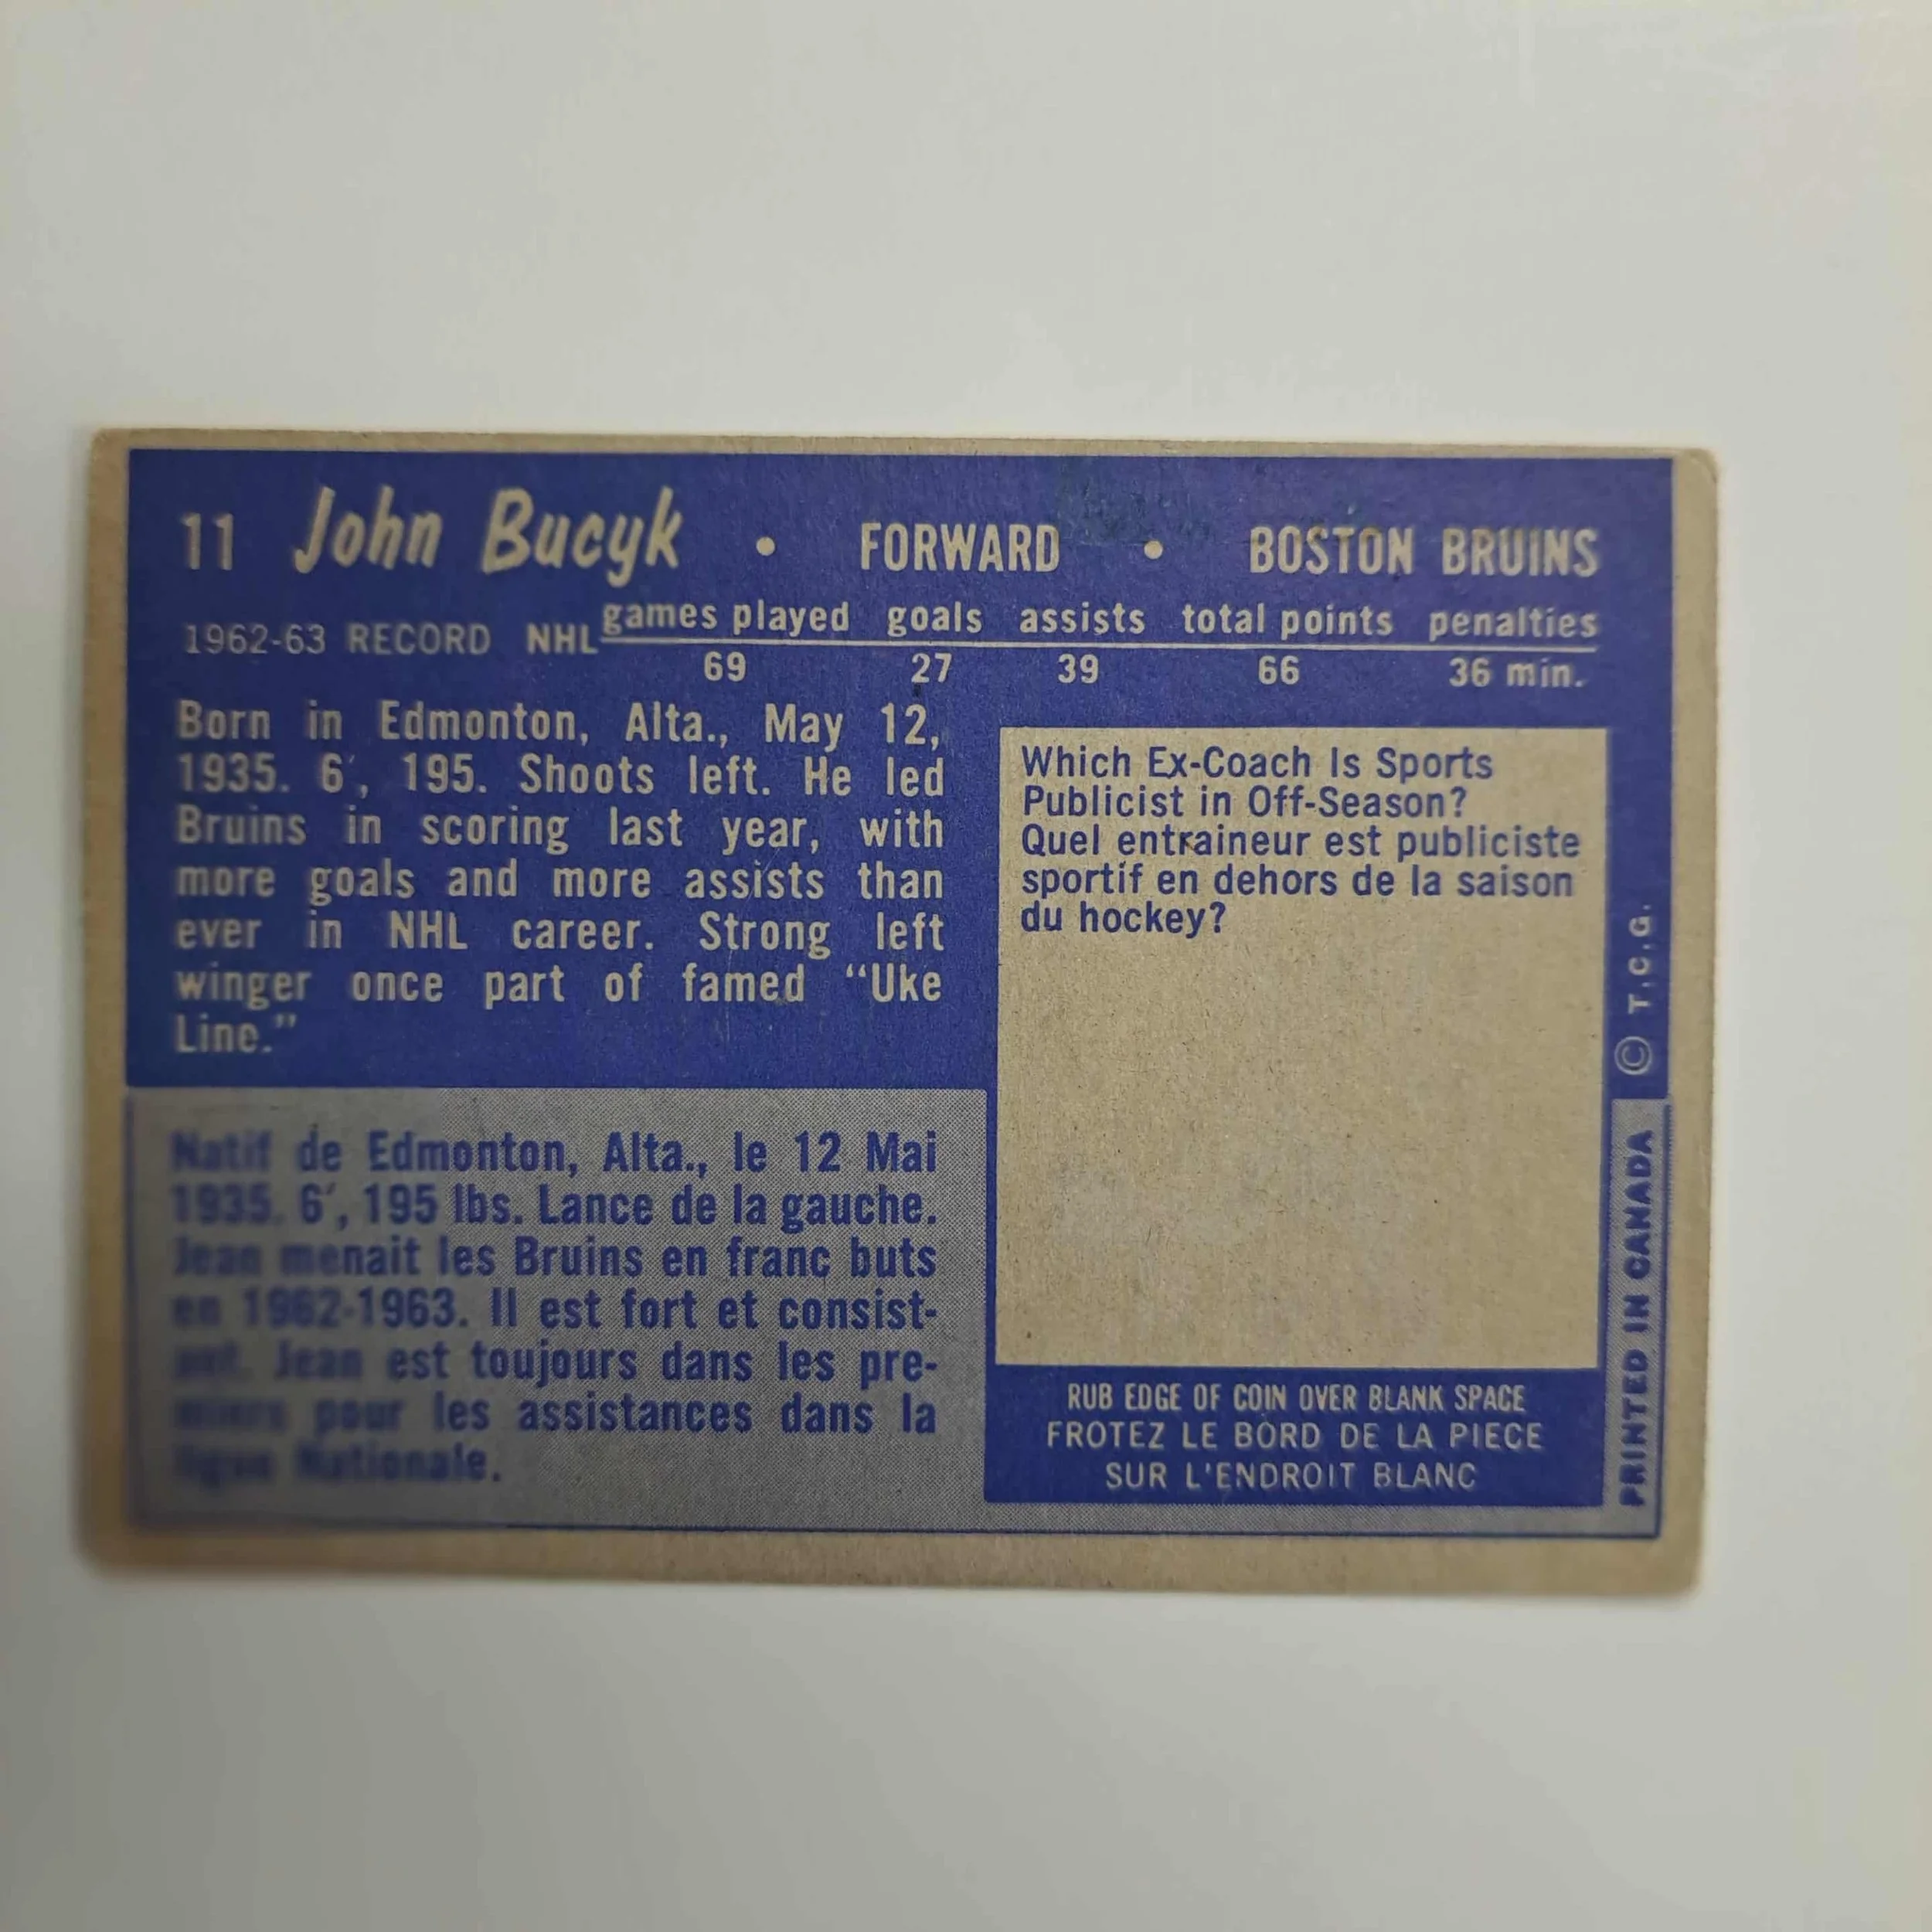 11 John Bucyk • FORWARD • BOSTON BRUINS
games played goals assists total points penalties
1962-63 RECORD NHL
69 27 39 66 36 min.
Born in Edmonton, Alta., May 12,
1935. 6', 195. Shoots left. He led
Bruins in scoring last year, with
more goals and more assists than
ever in NHL career. Strong left
winger once part of famed “Uke
Line.”
Natif de Edmonton, Alta., le 12 Mai
1935. 6', 195 lbs. Lance de la gauche.
Jean menait les Bruins en franc buts
en 1962-1963. Il est fort et consist-
ant. Jean est toujours dans les pre-
miers pour les assistances dans la
ligue Nationale.
Which Ex-Coach Is Sports
Publicist in Off-Season?
Quel entraineur est publiciste
sportif en dehors de la saison
du hockey?
RUB EDGE OF COIN OVER BLANK SPACE
FROTEZ LE BORD DE LA PIECE
SUR L'ENDROIT BLANC
© T.C.G.
PRINTED IN CANADA